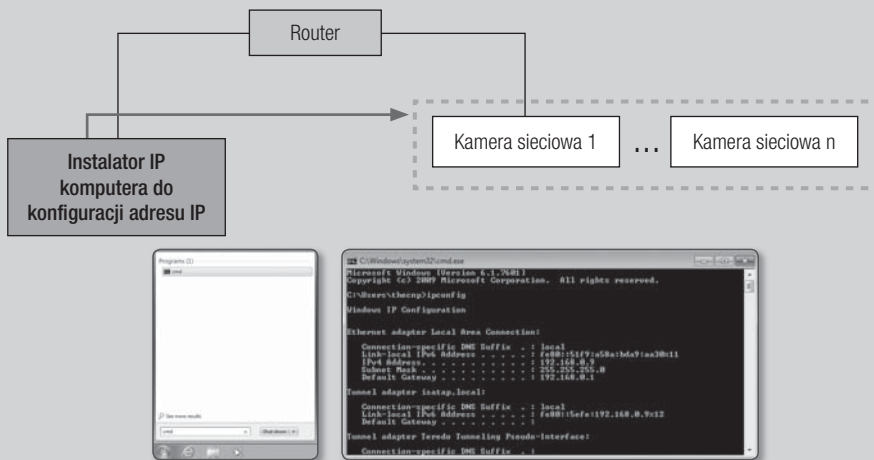 Router
Kamera sieciowa 1
...
Kamera sieciowa n
Instalator IP
komputera do
konfiguracji adresu IP
Programs (1)
cmd
See more results
cmd
Shut down
C:\Windows\system32\cmd.exe
Microsoft Windows [Version 6.1.7601]
Copyright (c) 2009 Microsoft Corporation. All rights reserved.
C:\Users\thecnp>ipconfig
Windows IP Configuration
Ethernet adapter Local Area Connection:
Connection-specific DNS Suffix . : local
Link-local IPv6 Address . . . . . : fe80::51f9:a58a:bda9:aa30%11
IPv4 Address. . . . . . . . . . . : 192.168.0.9
Subnet Mask . . . . . . . . . . . : 255.255.255.0
Default Gateway . . . . . . . . . : 192.168.0.1
Tunnel adapter isatap.local:
Connection-specific DNS Suffix . : local
Link-local IPv6 Address . . . . . : fe80::5efe:192.168.0.9%12
Default Gateway . . . . . . . . . :
Tunnel adapter Teredo Tunneling Pseudo-Interface:
Connection-specific DNS Suffix . :